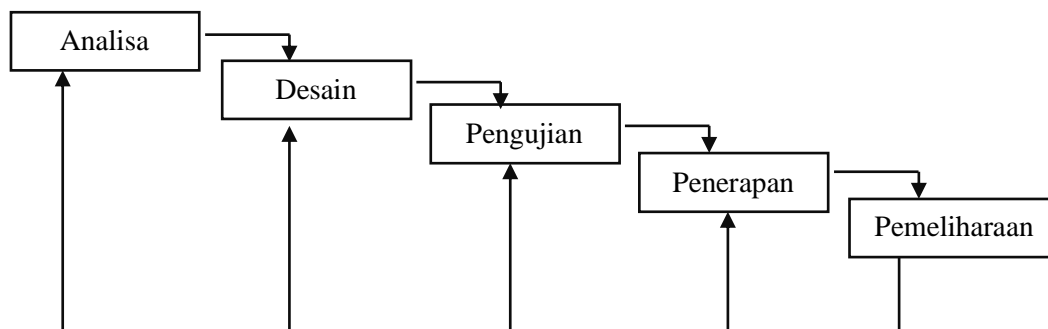 Analisa
Desain
Pengujian
Penerapan
Pemeliharaan